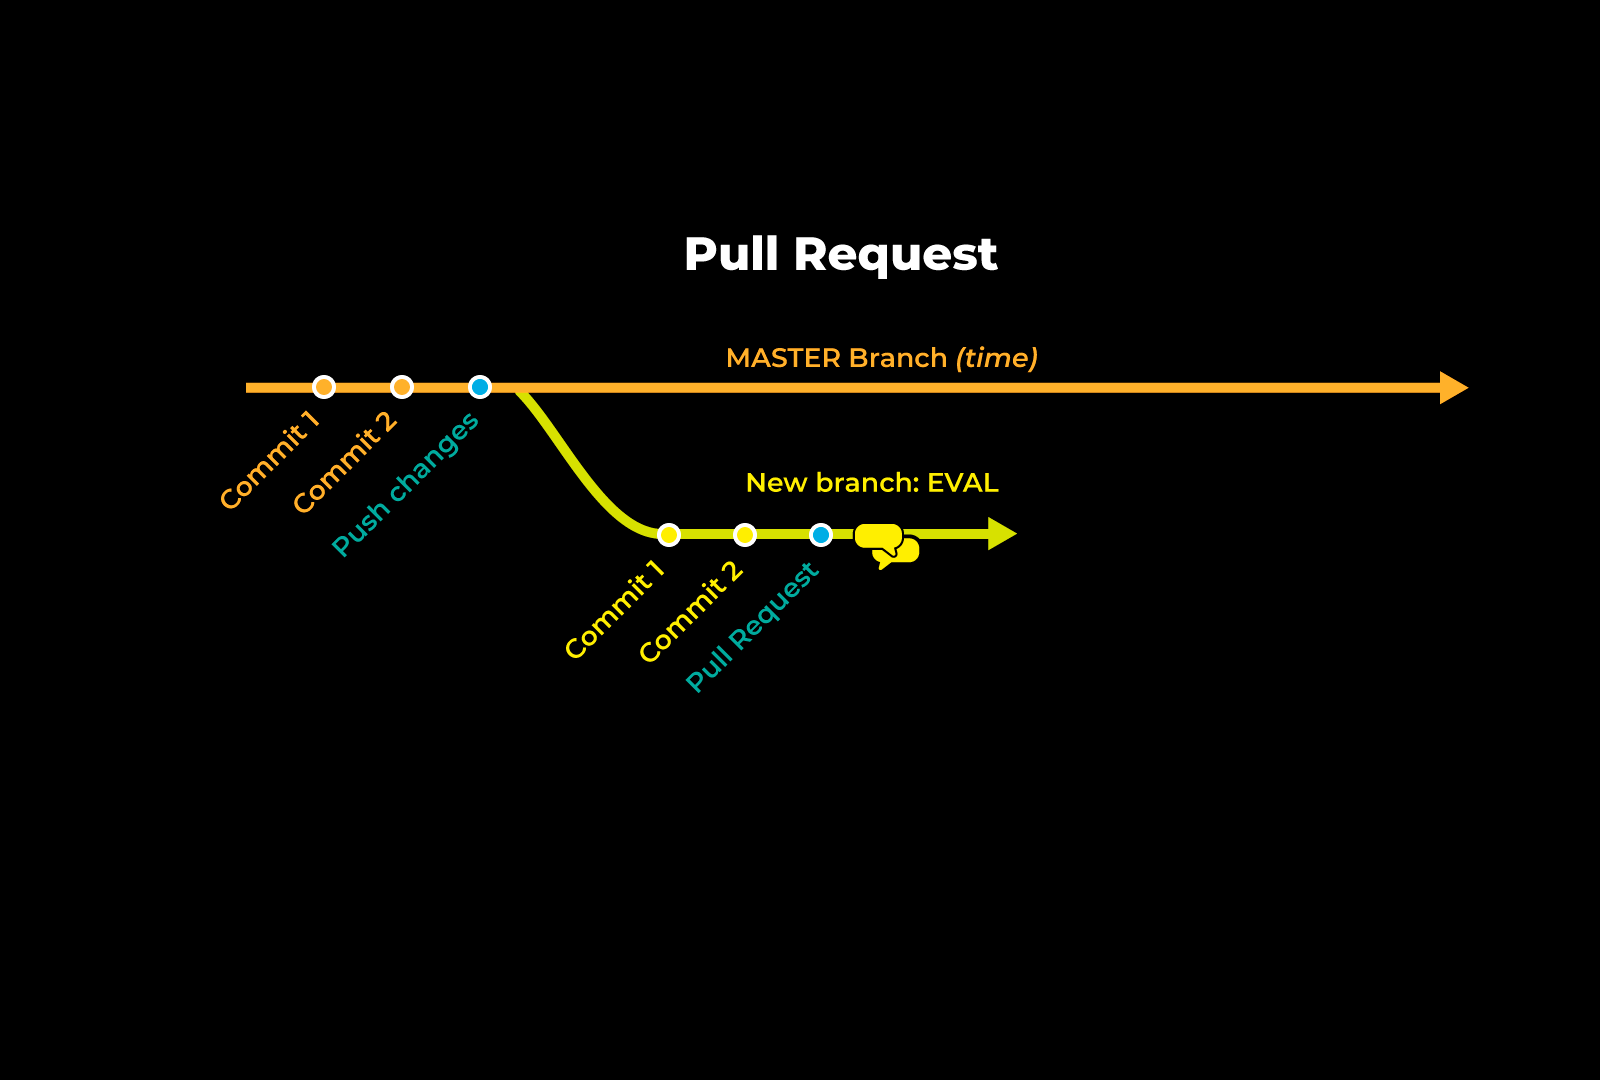 Pull Request
MASTER Branch (time)
Commit 1
Commit 2
Push changes
New branch: EVAL
Commit 1
Commit 2
Pull Request